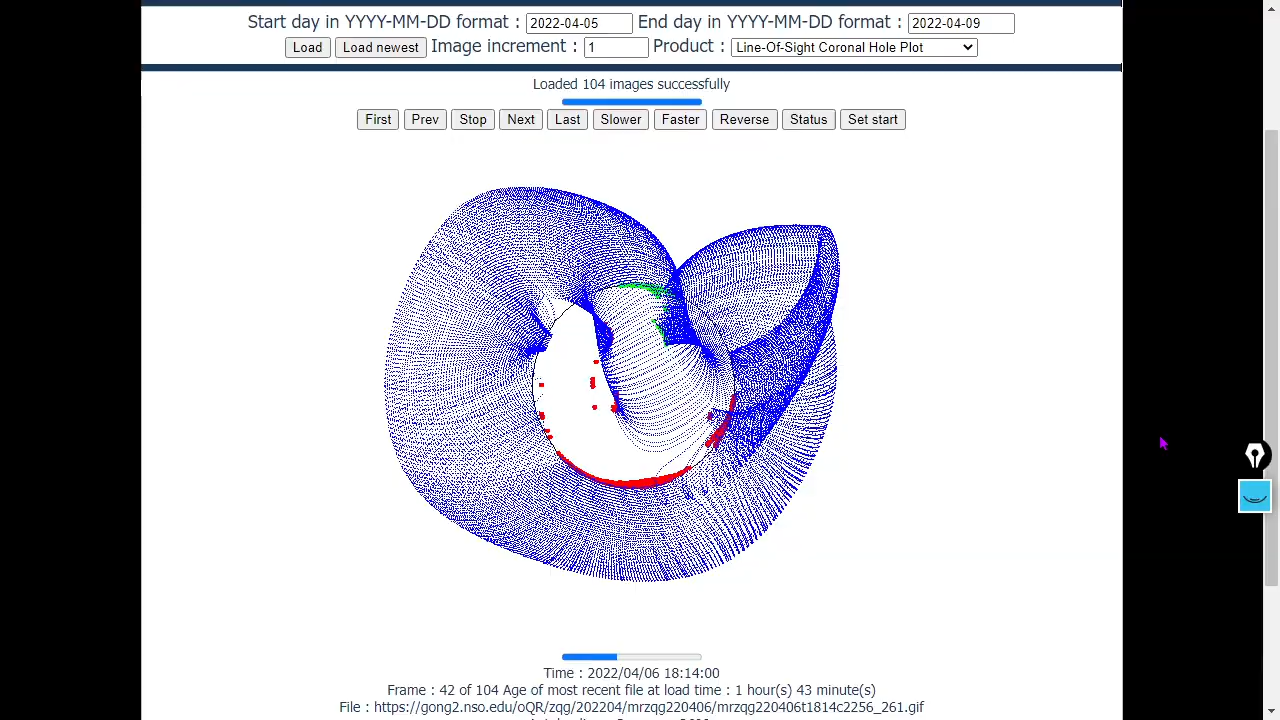 Start day in YYYY-MM-DD format : 2022-04-05 End day in YYYY-MM-DD format : 2022-04-09
Load Load newest Image increment : 1 Product : Line-Of-Sight Coronal Hole Plot
Loaded 104 images successfully
First Prev Stop Next Last Slower Faster Reverse Status Set start
Time : 2022/04/06 18:14:00
Frame : 42 of 104 Age of most recent file at load time : 1 hour(s) 43 minute(s)
File : https://gong2.nso.edu/oQR/zqg/202204/mrzqg220406/mrzqg220406t1814c2256_261.gif